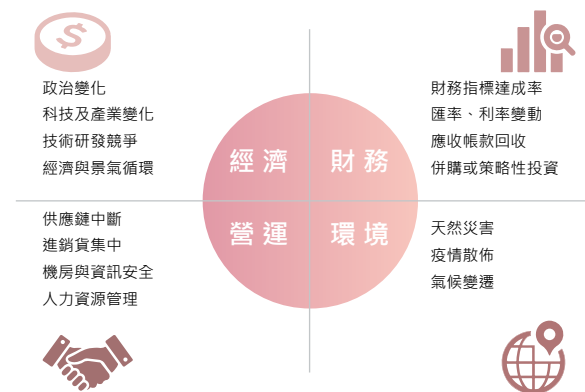 政治變化
科技及產業變化
技術研發競爭
經濟與景氣循環
財務指標達成率
匯率、利率變動
應收帳款回收
併購或策略性投資
經濟
財務
營運
環境
供應鏈中斷
進銷貨集中
機房與資訊安全
人力資源管理
天然災害
疫情散佈
氣候變遷